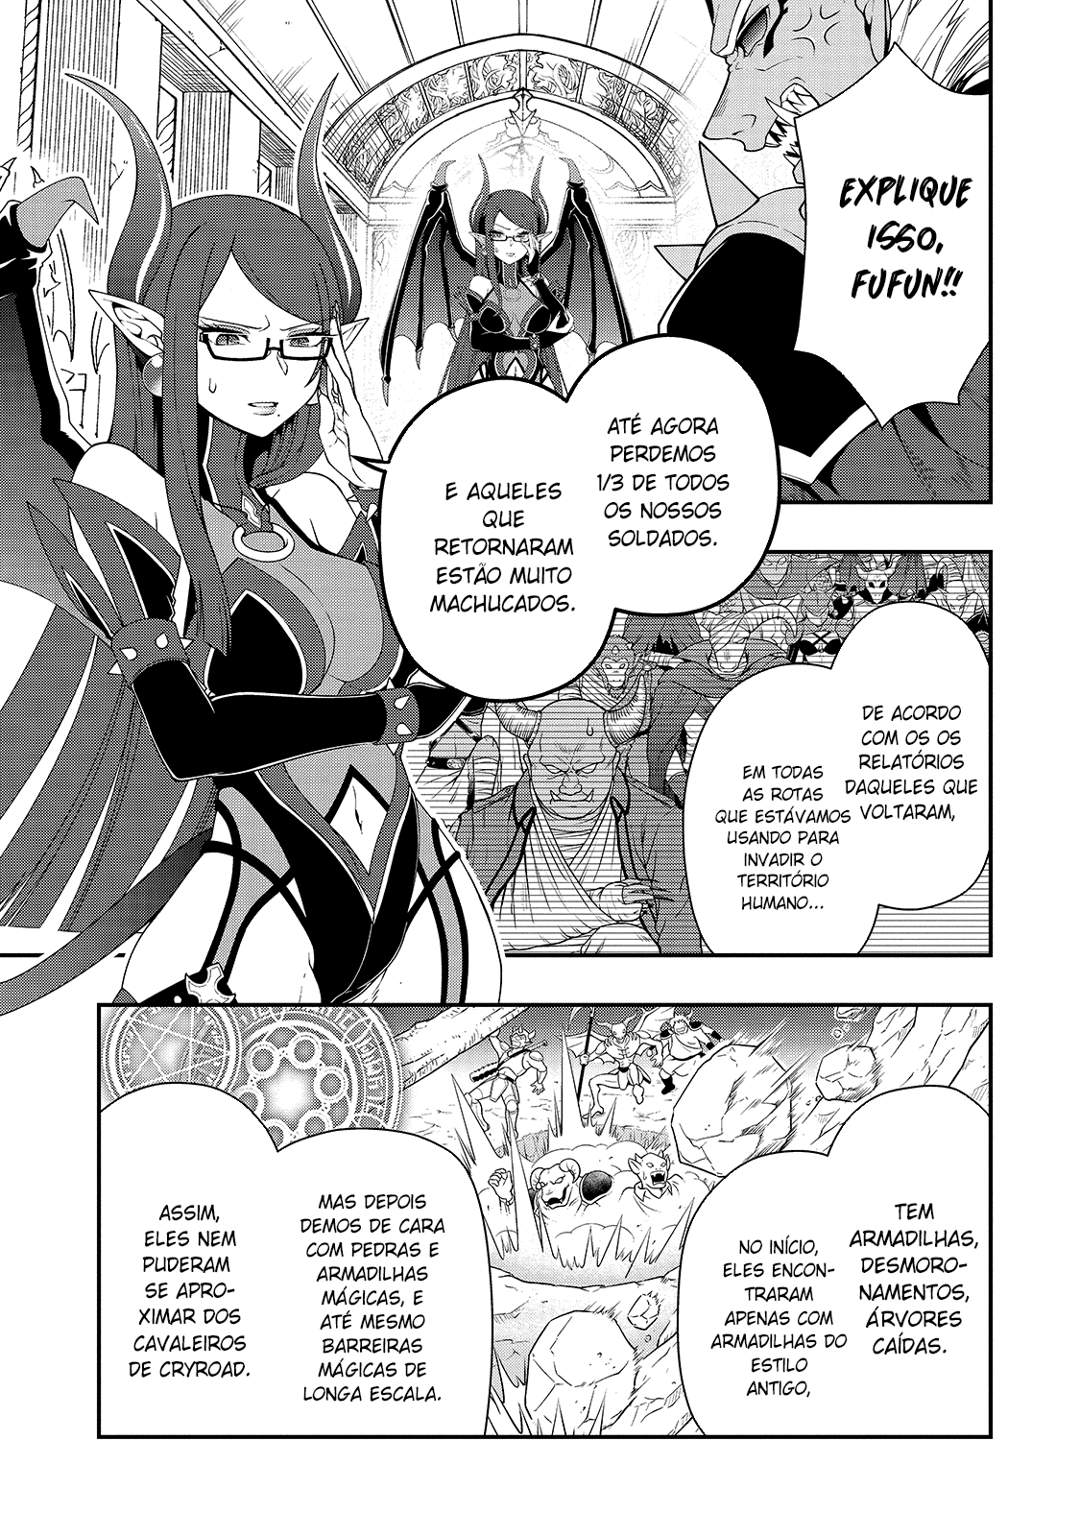 EXPLIQUE
ISSO,
FUFUN!!
ATÉ AGORA
PERDEMOS
1/3 DE TODOS
OS NOSSOS
SOLDADOS.
E AQUELES
QUE
RETORNARAM
ESTÃO MUITO
MACHUCADOS.
DE ACORDO
COM OS OS
RELATÓRIOS
DAQUELES QUE
VOLTARAM,
EM TODAS
AS ROTAS
QUE ESTÁVAMOS
USANDO PARA
INVADIR O
TERRITÓRIO
HUMANO...
TEM
ARMADILHAS,
DESMORO-
NAMENTOS,
ÁRVORES
CAÍDAS.
NO INÍCIO,
ELES ENCON-
TRARAM
APENAS COM
ARMADILHAS DO
ESTILO
ANTIGO,
MAS DEPOIS
DEMOS DE CARA
COM PEDRAS E
ARMADILHAS
MÁGICAS, E
ATÉ MESMO
BARREIRAS
MÁGICAS DE
LONGA ESCALA.
ASSIM,
ELES NEM
PUDERAM
SE APRO-
XIMAR DOS
CAVALEIROS
DE CRYROAD.